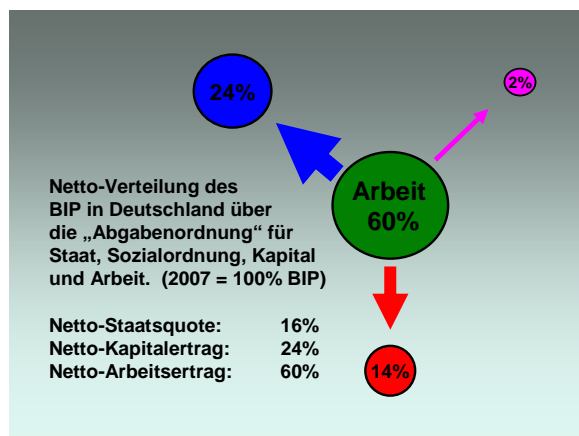 24%
2%
Arbeit
60%
Netto-Verteilung des
BIP in Deutschland über
die „Abgabenordnung“ für
Staat, Sozialordnung, Kapital
und Arbeit. (2007 = 100% BIP)
Netto-Staatsquote: 16%
Netto-Kapitalertrag: 24%
Netto-Arbeitsertrag: 60%
14%